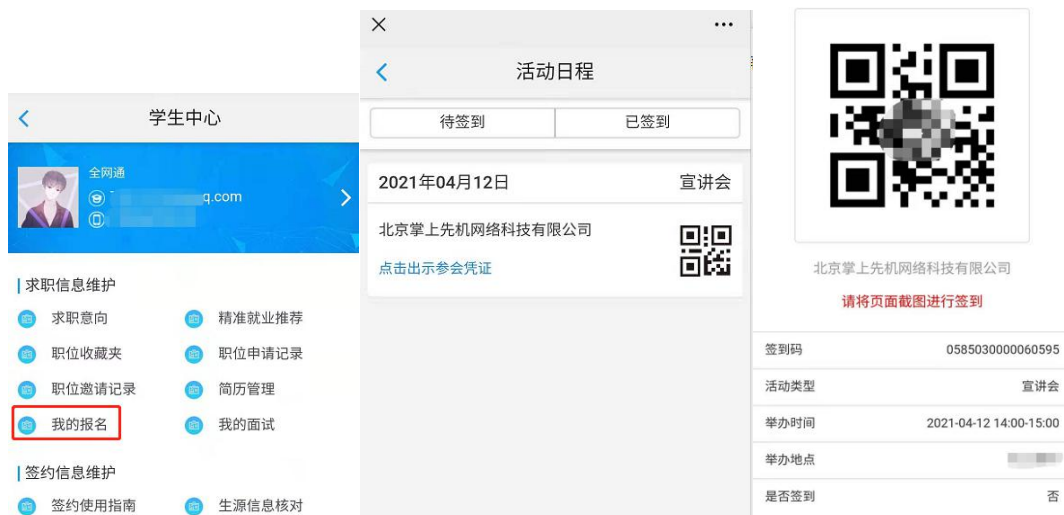 学生中心
全网通
q.com
求职信息维护
求职意向
精准就业推荐
职位收藏夹
职位申请记录
职位邀请记录
简历管理
我的报名
我的面试
签约信息维护
签约使用指南
生源信息核对
活动日程
待签到
已签到
2021年04月12日
宣讲会
北京掌上先机网络科技有限公司
点击出示参会凭证
北京掌上先机网络科技有限公司
请将页面截图进行签到
签到码
0585030000060595
活动类型
宣讲会
举办时间
2021-04-12 14:00-15:00
举办地点
是否签到
否